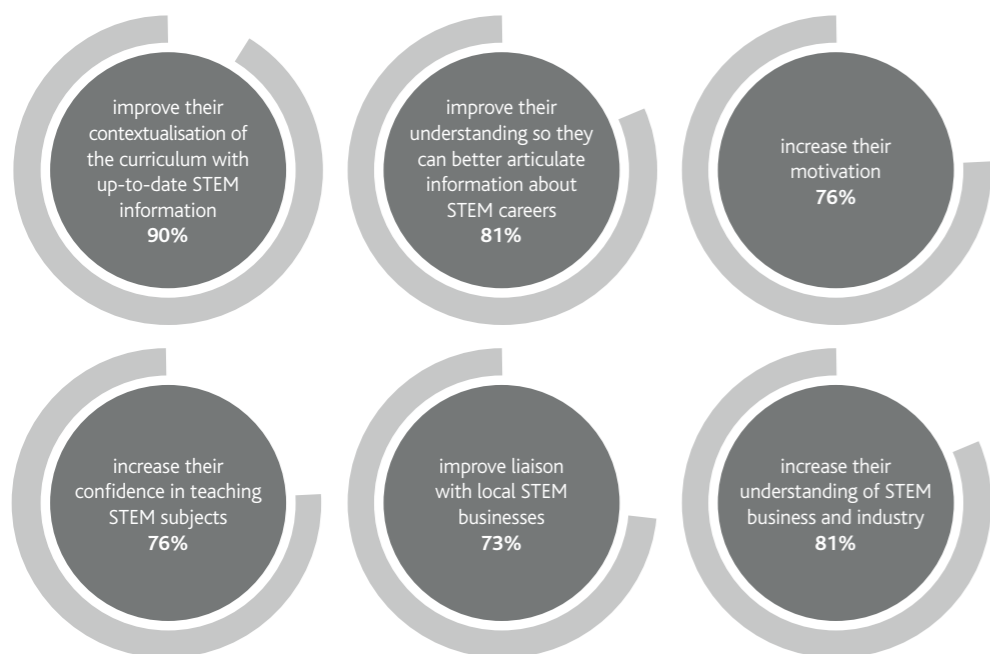 improve their
contextualisation of
the curriculum with
up-to-date STEM
information
90%
improve their
understanding so they
can better articulate
information about
STEM careers
81%
increase their
motivation
76%
increase their
confidence in teaching
STEM subjects
76%
improve liaison
with local STEM
businesses
73%
increase their
understanding of STEM
business and industry
81%